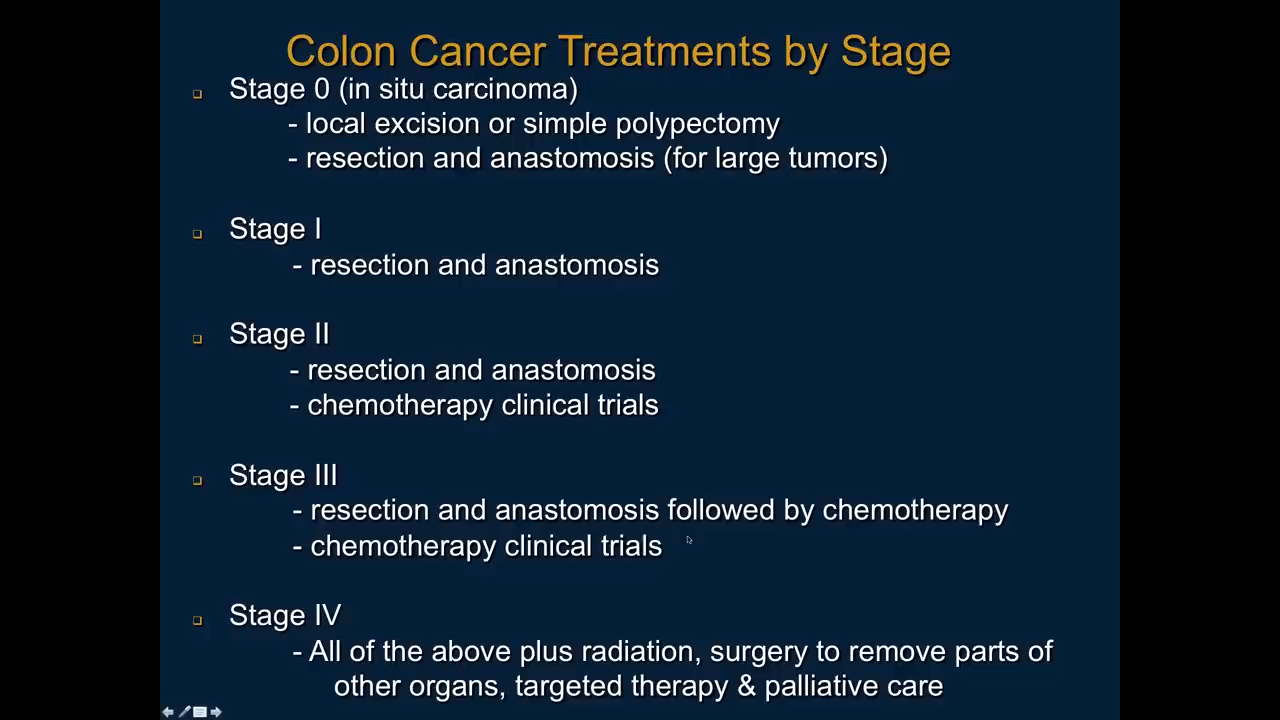 Colon Cancer Treatments by Stage
Stage 0 (in situ carcinoma)
- local excision or simple polypectomy
- resection and anastomosis (for large tumors)
Stage I
- resection and anastomosis
Stage II
- resection and anastomosis
- chemotherapy clinical trials
Stage III
- resection and anastomosis followed by chemotherapy
- chemotherapy clinical trials
Stage IV
- All of the above plus radiation, surgery to remove parts of
other organs, targeted therapy & palliative care